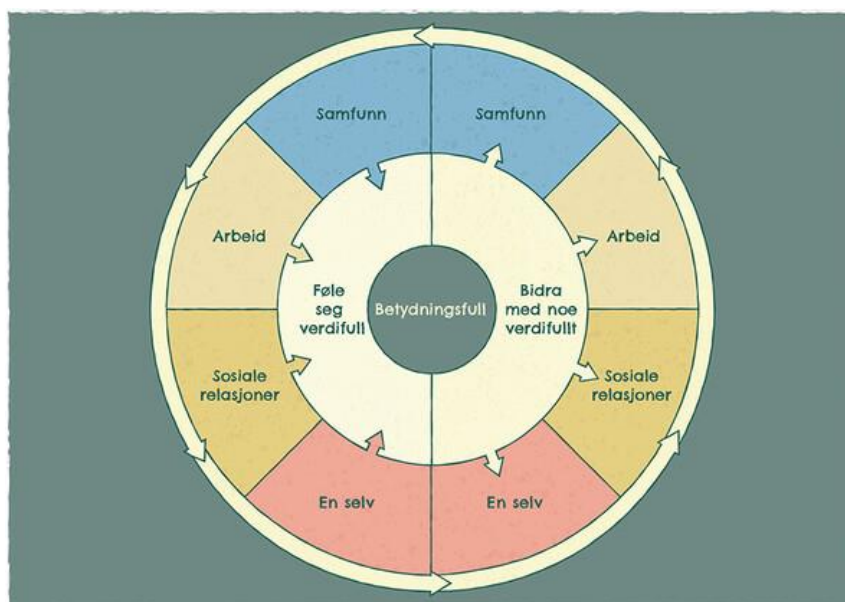 Samfunn
Samfunn
Arbeid
Arbeid
Føle
seg
verdifull
Betydningsfull
Bidra
med noe
verdifullt
Sosiale
relasjoner
Sosiale
relasjoner
En selv
En selv